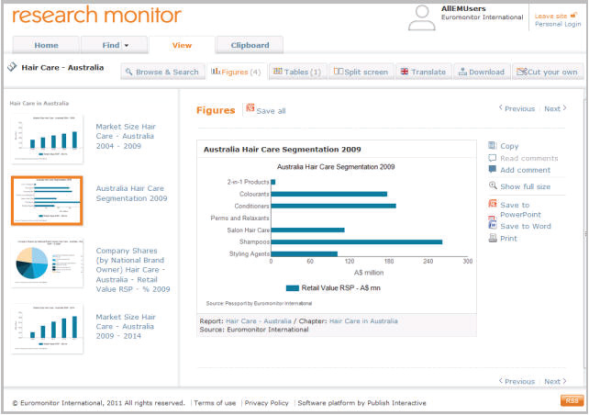 research monitor
AllEMUsers
Euromonitor International
Leave ads
Personal Login
Home
Find
View
Clipboard
Hair Care - Australia
Browse & Search
Figures (4)
Tables (1)
Split screen
Translate
Download
Cut your own
Hair Care in Australia
Market Size Hair
Care - Australia
2004 - 2009
Australia Hair Care
Segmentation 2009
Company Shares
(by National Brand
Owner) Hair Care -
Australia - Retail
Value RSP - % 2009
Market Size Hair
Care - Australia
2009 - 2014
Figures
Save all
Previous
Next
Australia Hair Care Segmentation 2009
Australia Hair Care Segmentation 2009
2-in-1 Products
Colourants
Conditioners
Perms and Relaxants
Salon Hair Care
Shampoos
Styling Agents
0 60 120 180 240 300
A$ million
Retail Value RSP - A$ mn
Source: Passport by Euromonitor International
Report: Hair Care - Australia / Chapter: Hair Care in Australia
Source: Euromonitor International
Copy
Read comments
Add comment
Show full size
Save to
PowerPoint
Save to Word
Print
Previous
Next
© Euromonitor International, 2011 All rights reserved. | Terms of use | Privacy Policy | Software platform by Publish Interactive
RSS